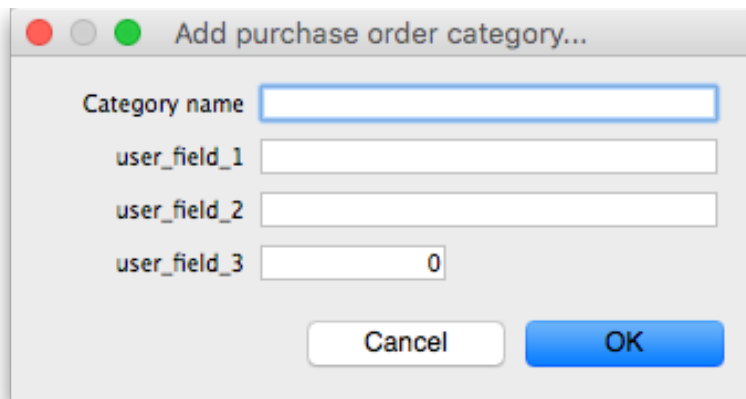 Add purchase order category...
Category name
user_field_1
user_field_2
user_field_3 0
Cancel OK